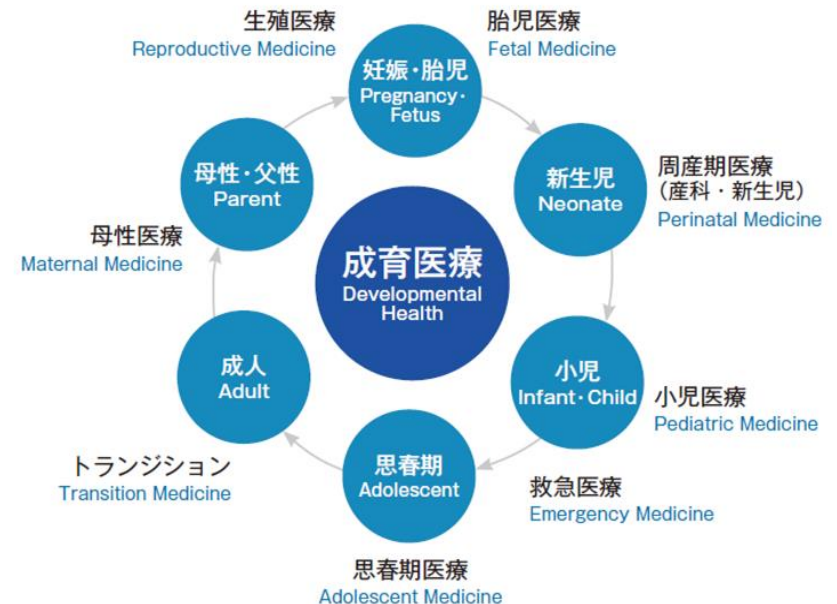 生殖医療
Reproductive Medicine
胎児医療
Fetal Medicine
妊娠・胎児
Pregnancy・
Fetus
母性・父性
Parent
新生児
Neonate
周産期医療
（産科・新生児）
Perinatal Medicine
母性医療
Maternal Medicine
成育医療
Developmental
Health
成人
Adult
小児
Infant・Child
小児医療
Pediatric Medicine
思春期
Adolescent
トランジション
Transition Medicine
救急医療
Emergency Medicine
思春期医療
Adolescent Medicine